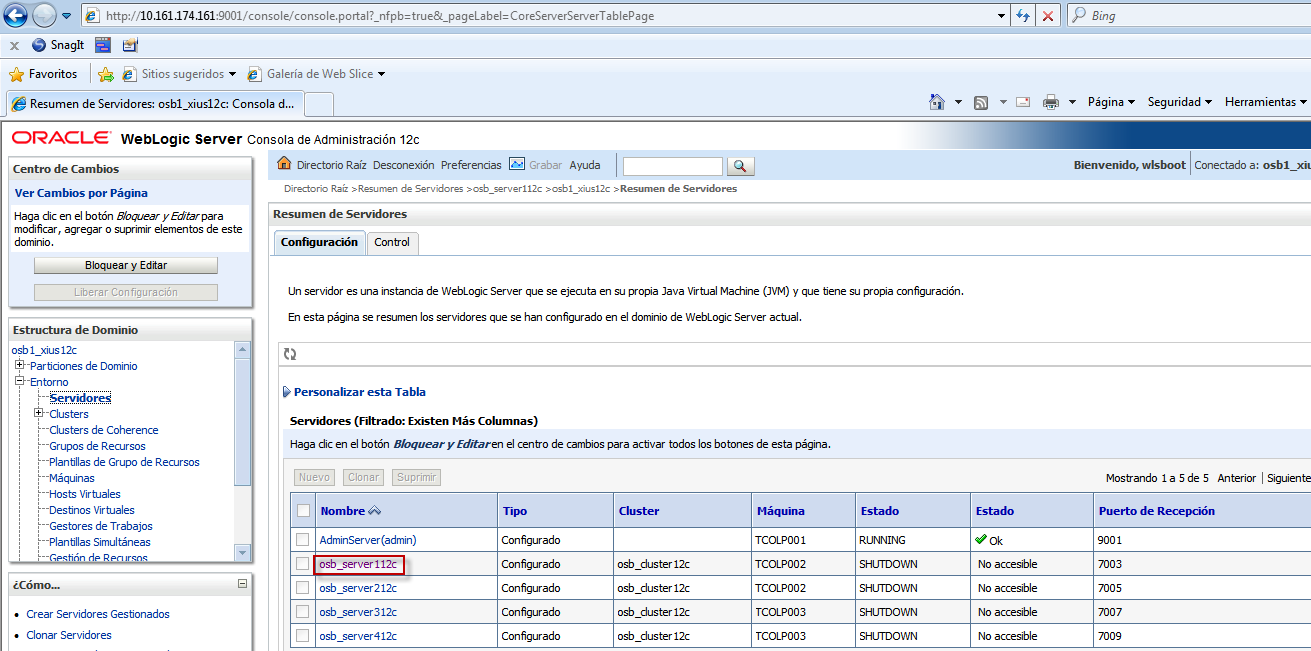 http://10.161.174.161:9001/console/console.portal?_nfpb=true&_pageLabel=CoreServerServerTablePage
Bing
x SnagIt
Favoritos Sitios sugeridos Galería de Web Slice
Resumen de Servidores: osb1_xius12c: Consola d...
Página Seguridad Herramientas
ORACLE WebLogic Server Consola de Administración 12c
Centro de Cambios
Ver Cambios por Página
Haga clic en el botón Bloquear y Editar para
modificar, agregar o suprimir elementos de este
dominio.
Bloquear y Editar
Liberar Configuración
Estructura de Dominio
osb1_xius12c
Particiones de Dominio
Entorno
Servidores
Clusters
Clusters de Coherence
Grupos de Recursos
Plantillas de Grupo de Recursos
Máquinas
Hosts Virtuales
Destinos Virtuales
Gestores de Trabajos
Plantillas Simultáneas
Gestión de Recursos
¿Cómo...
Crear Servidores Gestionados
Clonar Servidores
Directorio Raíz Desconexión Preferencias Grabar Ayuda
Bienvenido, wlsboot Conectado a: osb1_xiu
Directorio Raíz >Resumen de Servidores >osb_server112c >osb1_xius12c >Resumen de Servidores
Resumen de Servidores
Configuración Control
Un servidor es una instancia de WebLogic Server que se ejecuta en su propia Java Virtual Machine (JVM) y que tiene su propia configuración.
En esta página se resumen los servidores que se han configurado en el dominio de WebLogic Server actual.
Personalizar esta Tabla
Servidores (Filtrado: Existen Más Columnas)
Haga clic en el botón Bloquear y Editar en el centro de cambios para activar todos los botones de esta página.
Nuevo Clonar Suprimir
Mostrando 1 a 5 de 5 Anterior | Siguiente
Nombre Tipo Cluster Máquina Estado Estado Puerto de Recepción
AdminServer(admin) Configurado TCOLP001 RUNNING Ok 9001
osb_server112c Configurado osb_cluster12c TCOLP002 SHUTDOWN No accesible 7003
osb_server212c Configurado osb_cluster12c TCOLP002 SHUTDOWN No accesible 7005
osb_server312c Configurado osb_cluster12c TCOLP003 SHUTDOWN No accesible 7007
osb_server412c Configurado osb_cluster12c TCOLP003 SHUTDOWN No accesible 7009